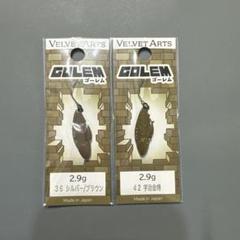 VELVET ARTS
GOLEM
ゴーレム
2.9g
36 シルバー/ブラウン
Made in Japan
VELVET ARTS
GOLEM
ゴーレム
2.9g
42 宇治金時
Made in Japan